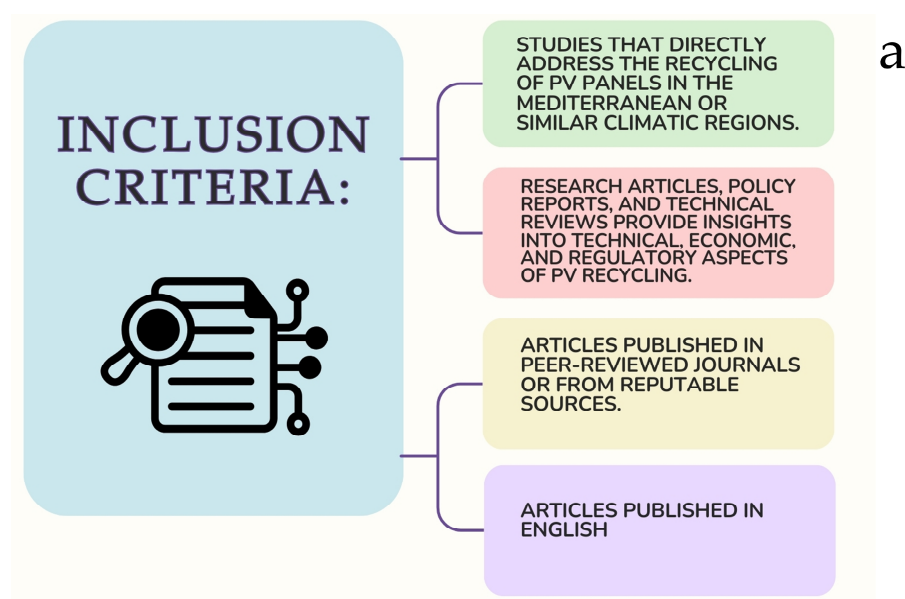 INCLUSION
CRITERIA:
STUDIES THAT DIRECTLY
ADDRESS THE RECYCLING
OF PV PANELS IN THE
MEDITERRANEAN OR
SIMILAR CLIMATIC REGIONS.
RESEARCH ARTICLES, POLICY
REPORTS, AND TECHNICAL
REVIEWS PROVIDE INSIGHTS
INTO TECHNICAL, ECONOMIC,
AND REGULATORY ASPECTS
OF PV RECYCLING.
ARTICLES PUBLISHED IN
PEER-REVIEWED JOURNALS
OR FROM REPUTABLE
SOURCES.
ARTICLES PUBLISHED IN
ENGLISH
a